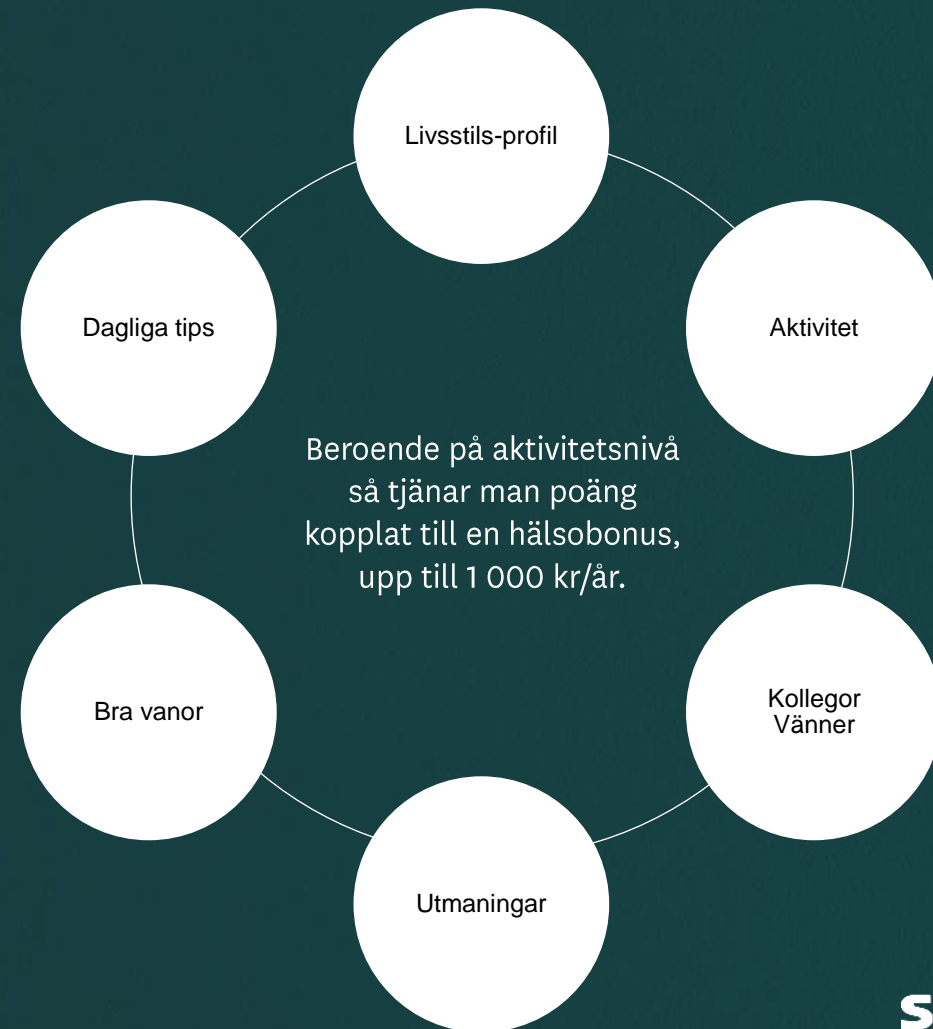 Livsstils-profil
Dagliga tips
Aktivitet
Beroende på aktivitetsnivå
så tjänar man poäng
kopplat till en hälsobonus,
upp till 1 000 kr/år.
Bra vanor
Kollegor
Vänner
Utmaningar
s